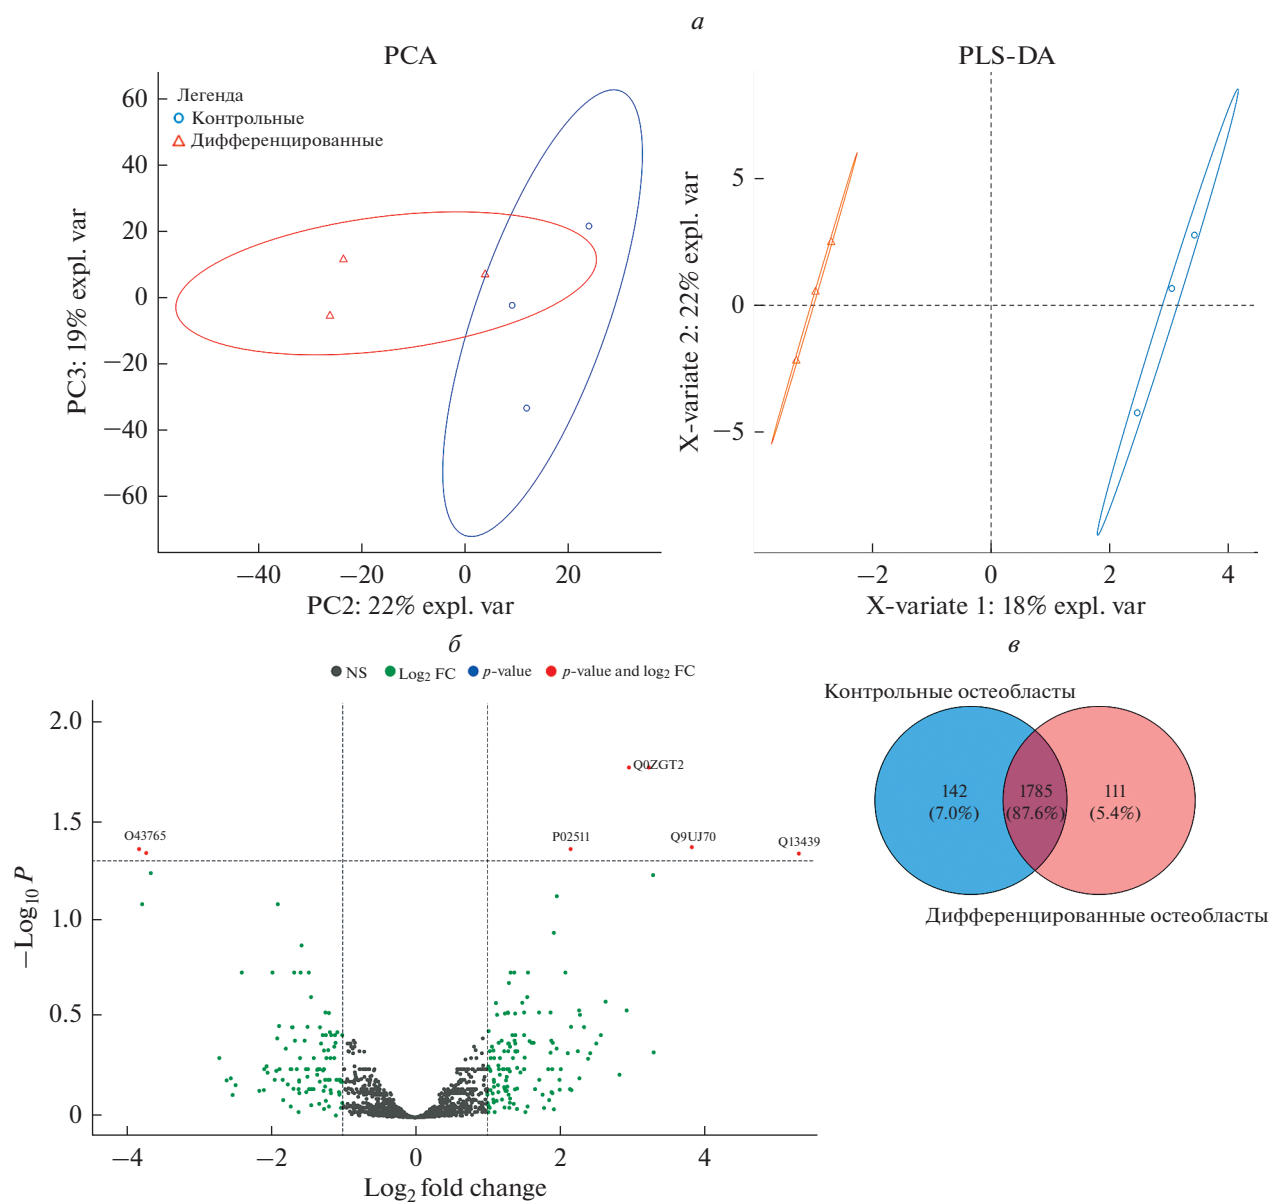 а
PCA
PLS-DA
Легенда
Контрольные
Дифференцированные
60
40
20
0
−20
−40
−60
PC3: 19% expl. var
−40
−20
0
20
PC2: 22% expl. var
5
0
−5
X-variate 2: 22% expl. var
−2
0
2
4
X-variate 1: 18% expl. var
б
NS
Log2 FC
p-value
p-value and log2 FC
2.0
1.5
1.0
0.5
0
−Log10 P
Q0ZGT2
O43765
P02511
Q9UJ70
Q13439
−4
−2
0
2
4
Log2 fold change
в
Контрольные остеобласты
142
(7.0%)
1785
(87.6%)
111
(5.4%)
Дифференцированные остеобласты